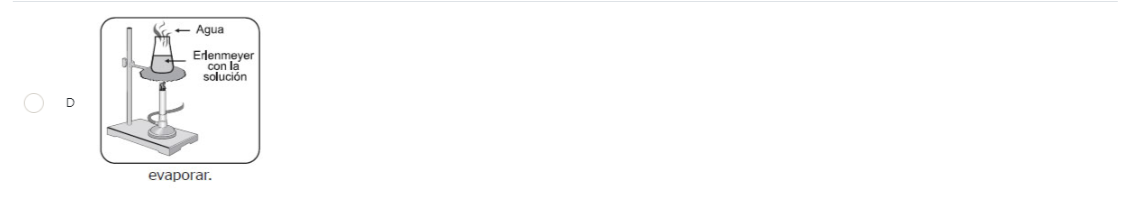 Agua
Erlenmeyer
con la
solución
D
evaporar.